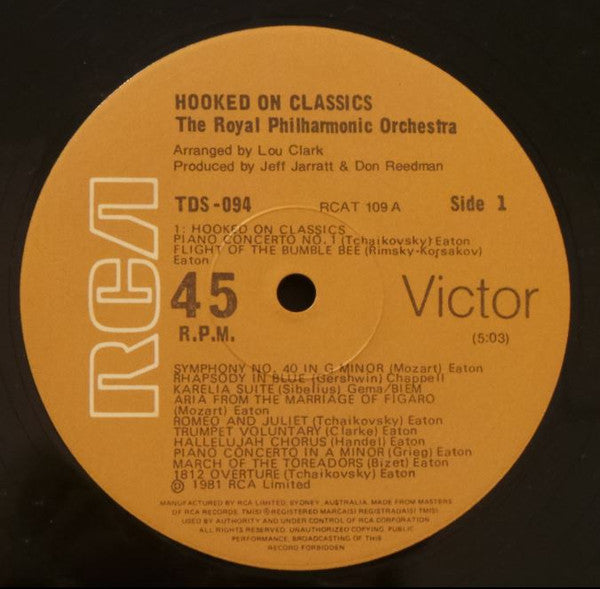 HOOKED ON CLASSICS
The Royal Philharmonic Orchestra
Arranged by Lou Clark
Produced by Jeff Jarratt & Don Reedman
TDS-094 RCAT 109 A Side 1
1: HOOKED ON CLASSICS
PIANO CONCERTO NO. 1 (Tchaikovsky) Eaton
FLIGHT OF THE BUMBLE BEE (Rimsky-Korsakov)
Eaton
RCA
45
R.P.M.
Victor
(5:03)
SYMPHONY NO. 40 IN G MINOR (Mozart) Eaton
RHAPSODY IN BLUE (Gershwin) Chappell
KARELIA SUITE (Sibelius) Gema/BIEM
ARIA FROM THE MARRIAGE OF FIGARO
(Mozart) Eaton
ROMEO AND JULIET (Tchaikovsky) Eaton
TRUMPET VOLUNTARY (Clarke) Eaton
HALLELUJAH CHORUS (Handel) Eaton
PIANO CONCERTO IN A MINOR (Grieg) Eaton
MARCH OF THE TOREADORS (Bizet) Eaton
1812 OVERTURE (Tchaikovsky) Eaton
Ⓟ 1981 RCA Limited
MANUFACTURED BY RCA LIMITED, SYDNEY, AUSTRALIA. MADE FROM MASTERS
OF RCA RECORDS. TM(S) ® REGISTERED MARCA(S) REGISTRADA(S) TM(S)
USED BY AUTHORITY AND UNDER CONTROL OF RCA CORPORATION
ALL RIGHTS RESERVED. UNAUTHORIZED COPYING, PUBLIC
PERFORMANCE, BROADCASTING OF THIS
RECORD FORBIDDEN